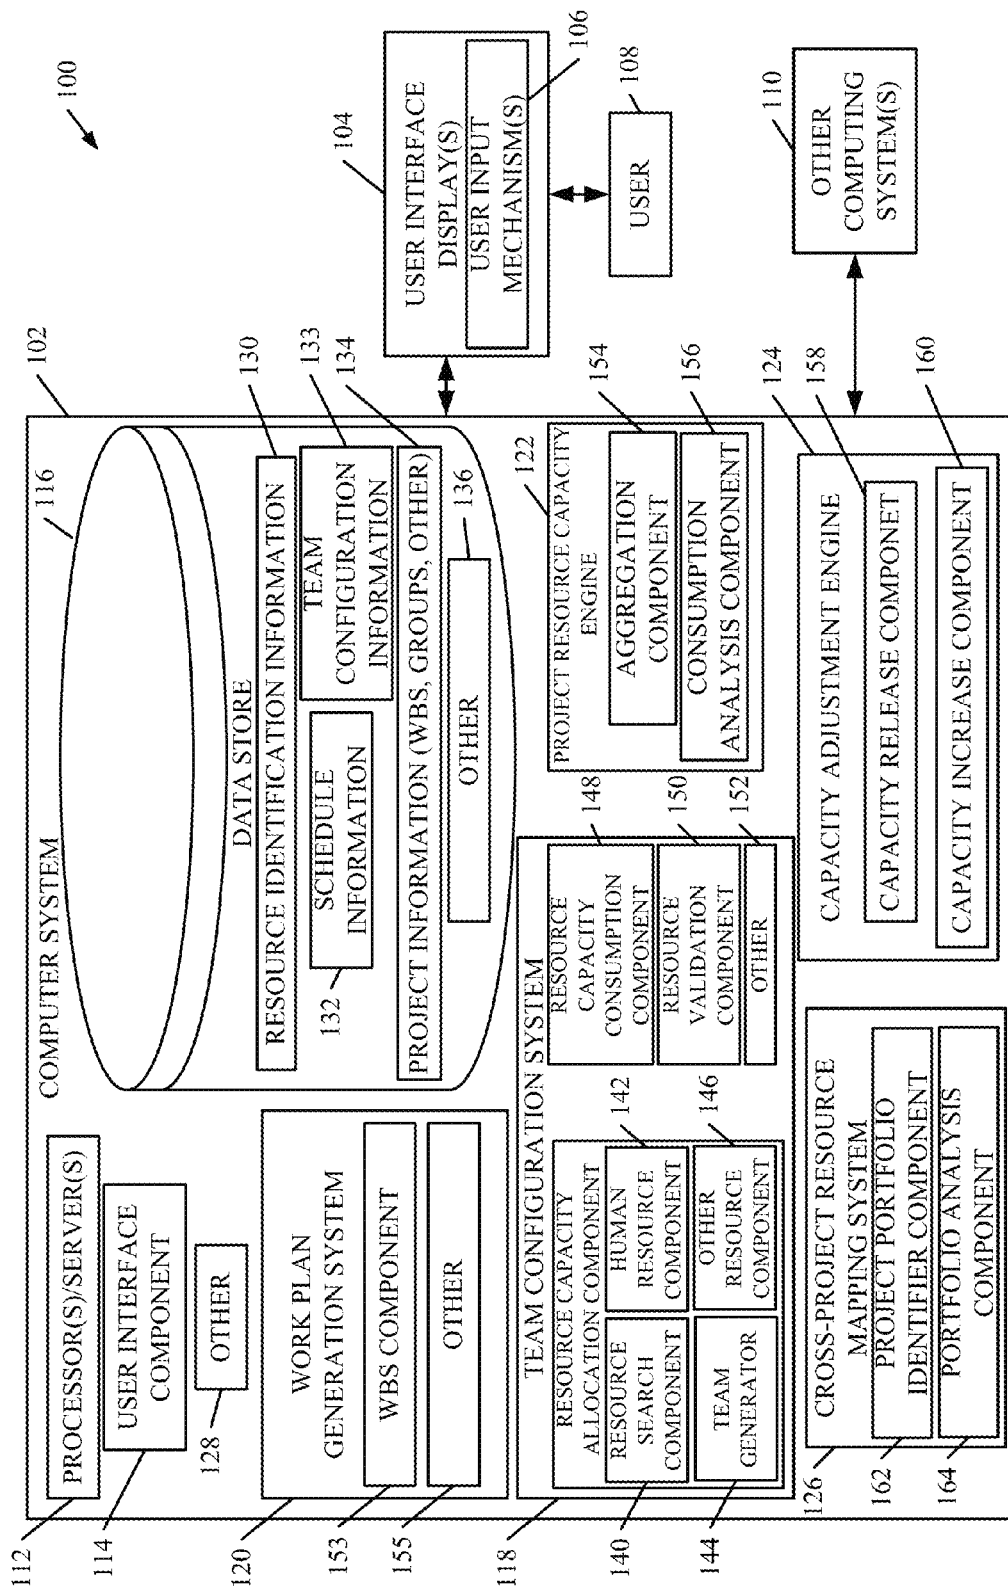 100
COMPUTER SYSTEM
102
112
PROCESSOR(S)/SERVER(S)
114
USER INTERFACE
COMPONENT
128
OTHER
116
DATA STORE
130
RESOURCE IDENTIFICATION INFORMATION
132
SCHEDULE
INFORMATION
133
TEAM
CONFIGURATION
INFORMATION
134
PROJECT INFORMATION (WBS, GROUPS, OTHER)
136
OTHER
104
USER INTERFACE
DISPLAY(S)
106
USER INPUT
MECHANISM(S)
108
USER
110
OTHER
COMPUTING
SYSTEM(S)
120
WORK PLAN
GENERATION SYSTEM
153
WBS COMPONENT
155
OTHER
118
TEAM CONFIGURATION SYSTEM
RESOURCE CAPACITY
ALLOCATION COMPONENT
140
RESOURCE
SEARCH
COMPONENT
142
HUMAN
RESOURCE
COMPONENT
144
TEAM
GENERATOR
146
OTHER
RESOURCE
COMPONENT
148
RESOURCE
CAPACITY
CONSUMPTION
COMPONENT
150
RESOURCE
VALIDATION
COMPONENT
152
OTHER
122
PROJECT RESOURCE CAPACITY
ENGINE
154
AGGREGATION
COMPONENT
156
CONSUMPTION
ANALYSIS COMPONENT
126
CROSS-PROJECT RESOURCE
MAPPING SYSTEM
162
PROJECT PORTFOLIO
IDENTIFIER COMPONENT
164
PORTFOLIO ANALYSIS
COMPONENT
124
CAPACITY ADJUSTMENT ENGINE
158
CAPACITY RELEASE COMPONET
160
CAPACITY INCREASE COMPONENT